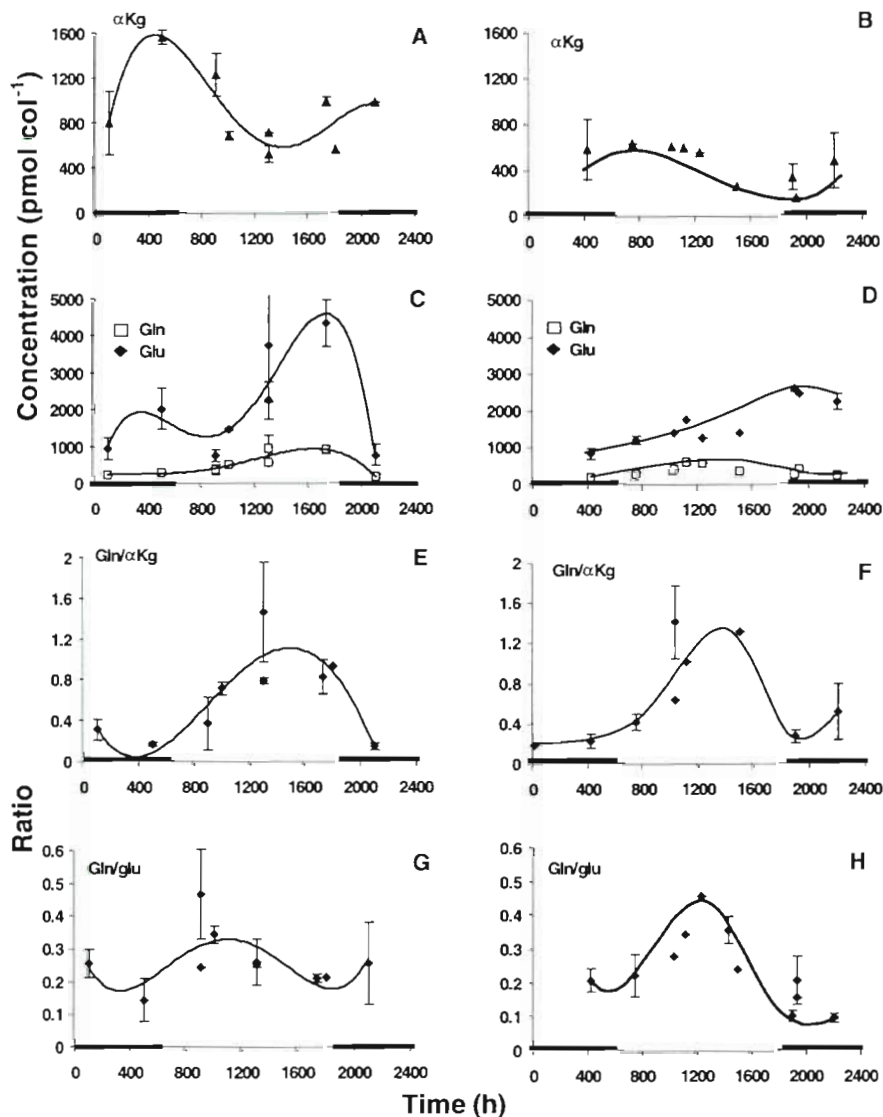 αKg
A
1600
1200
800
400
0
0 400 800 1200 1600 2000 2400
B
αKg
1600
1200
800
400
0
0 400 800 1200 1600 2000 2400
Concentration (pmol col⁻¹)
C
Gln
Glu
5000
4000
3000
2000
1000
0
0 400 800 1200 1600 2000 2400
D
Gln
Glu
5000
4000
3000
2000
1000
0
0 400 800 1200 1600 2000 2400
Gln/αKg
E
2
1.6
1.2
0.8
0.4
0
0 400 800 1200 1600 2000 2400
Gln/αKg
F
2
1.6
1.2
0.8
0.4
0
0 400 800 1200 1600 2000 2400
Ratio
Gln/glu
G
0.6
0.5
0.4
0.3
0.2
0.1
0
0 400 800 1200 1600 2000 2400
Gln/glu
H
0.6
0.5
0.4
0.3
0.2
0.1
0
0 400 800 1200 1600 2000 2400
Time (h)